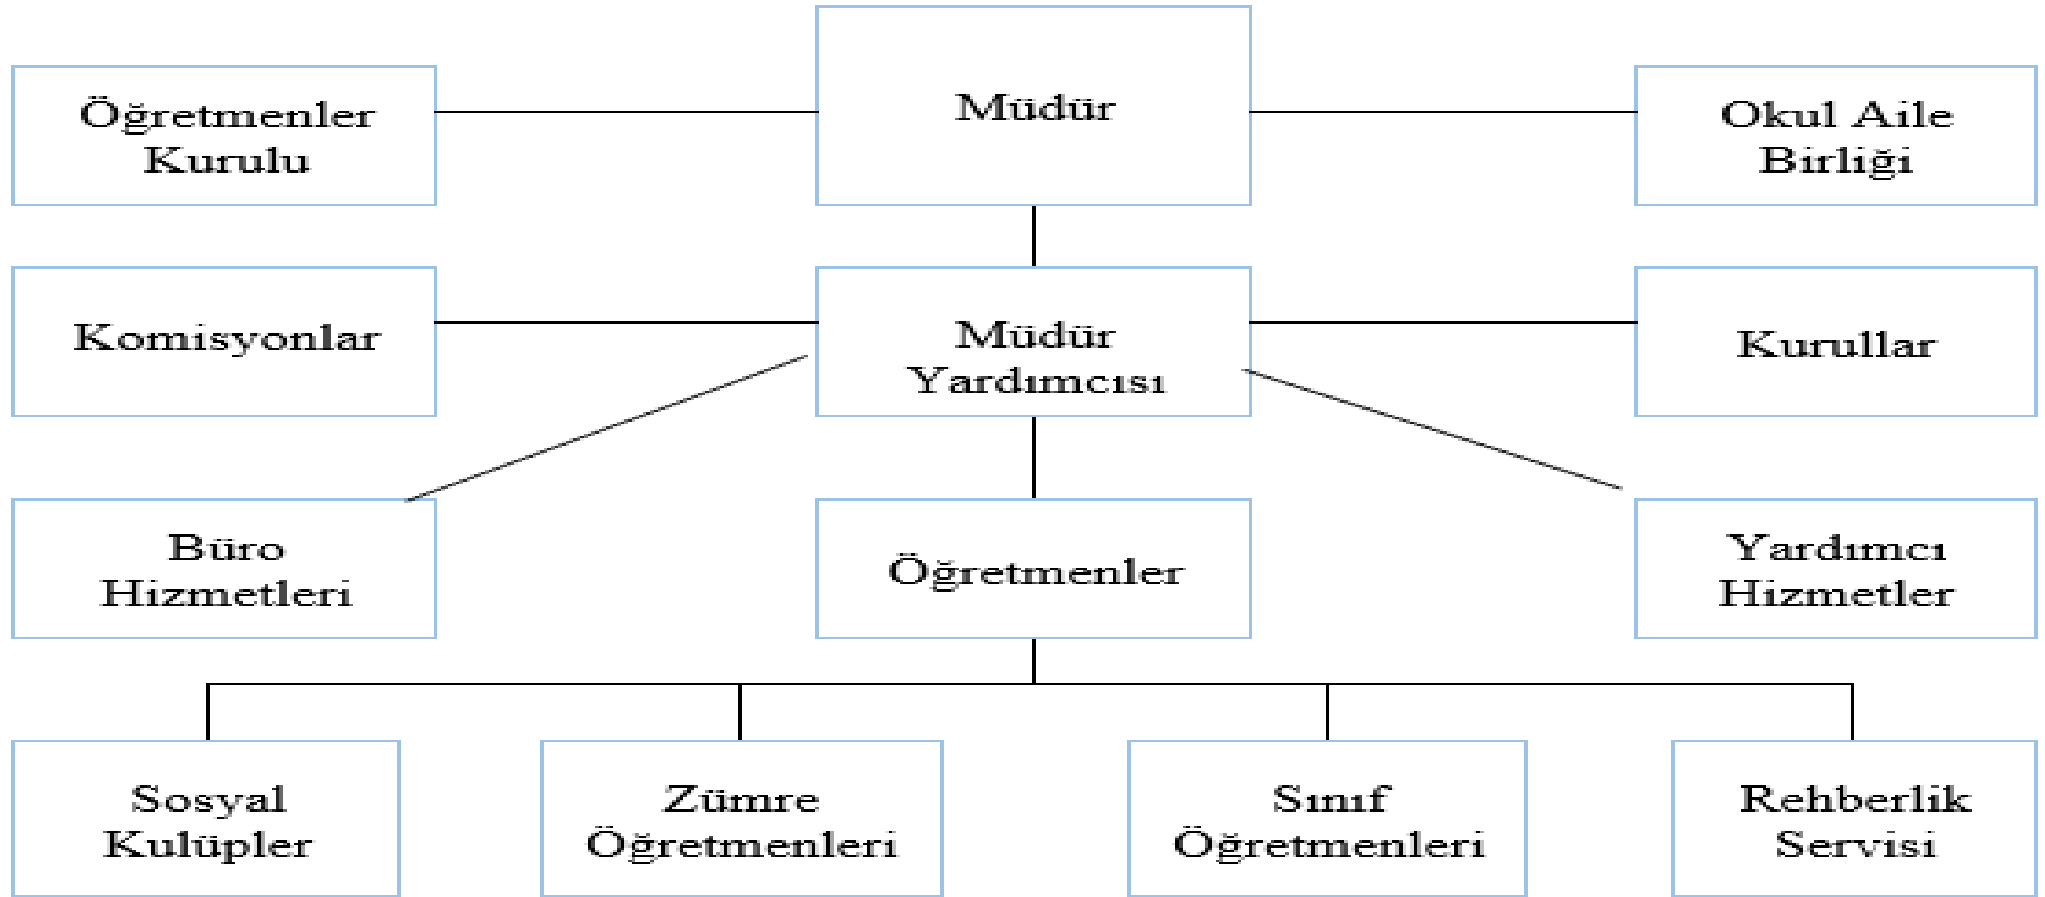 Müdür
Öğretmenler
Kurulu
Okul Aile
Birliği
Komisyonlar
Müdür
Yardımcısı
Kurullar
Büro
Hizmetleri
Öğretmenler
Yardımcı
Hizmetler
Sosyal
Kulüpler
Zümre
Öğretmenleri
Sınıf
Öğretmenleri
Rehberlik
Servisi